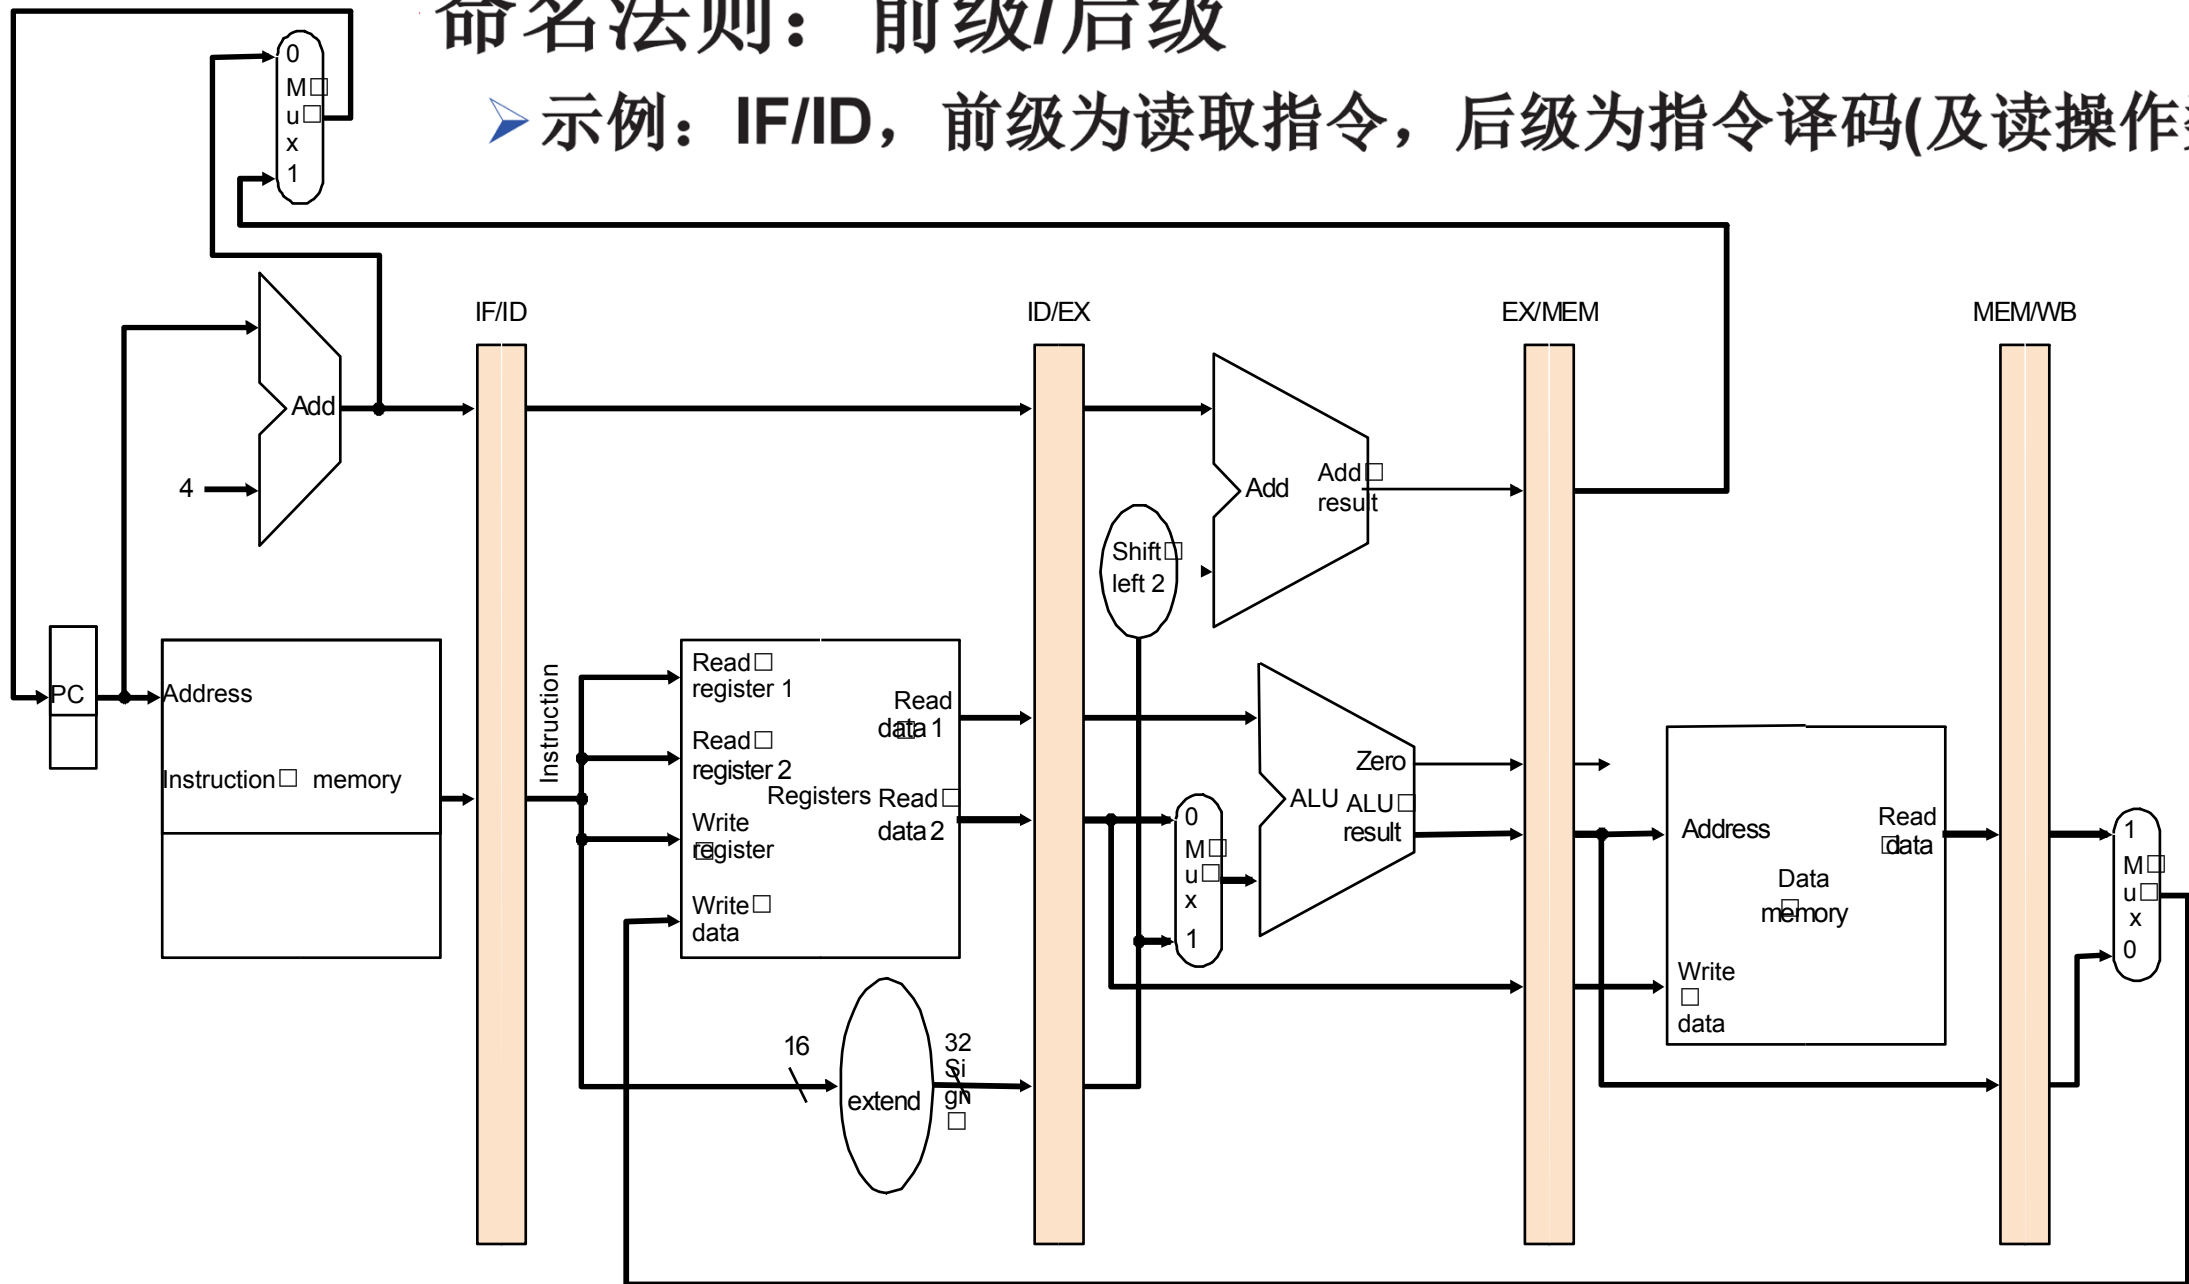 命名法则：前级/后级
示例：IF/ID，前级为读取指令，后级为指令译码(及读操作
0
M
u
x
1
IF/ID
ID/EX
EX/MEM
MEM/WB
Add
4
Add
Add
result
Shift
left 2
PC
Address
Instruction memory
Instruction
Read
register 1
Read
register 2
Write
register
Write
data
Registers
Read
data 1
Read
data 2
0
M
u
x
1
Zero
ALU
ALU
result
Address
Read
data
Data
memory
Write
data
1
M
u
x
0
16
extend
32
Si
gn